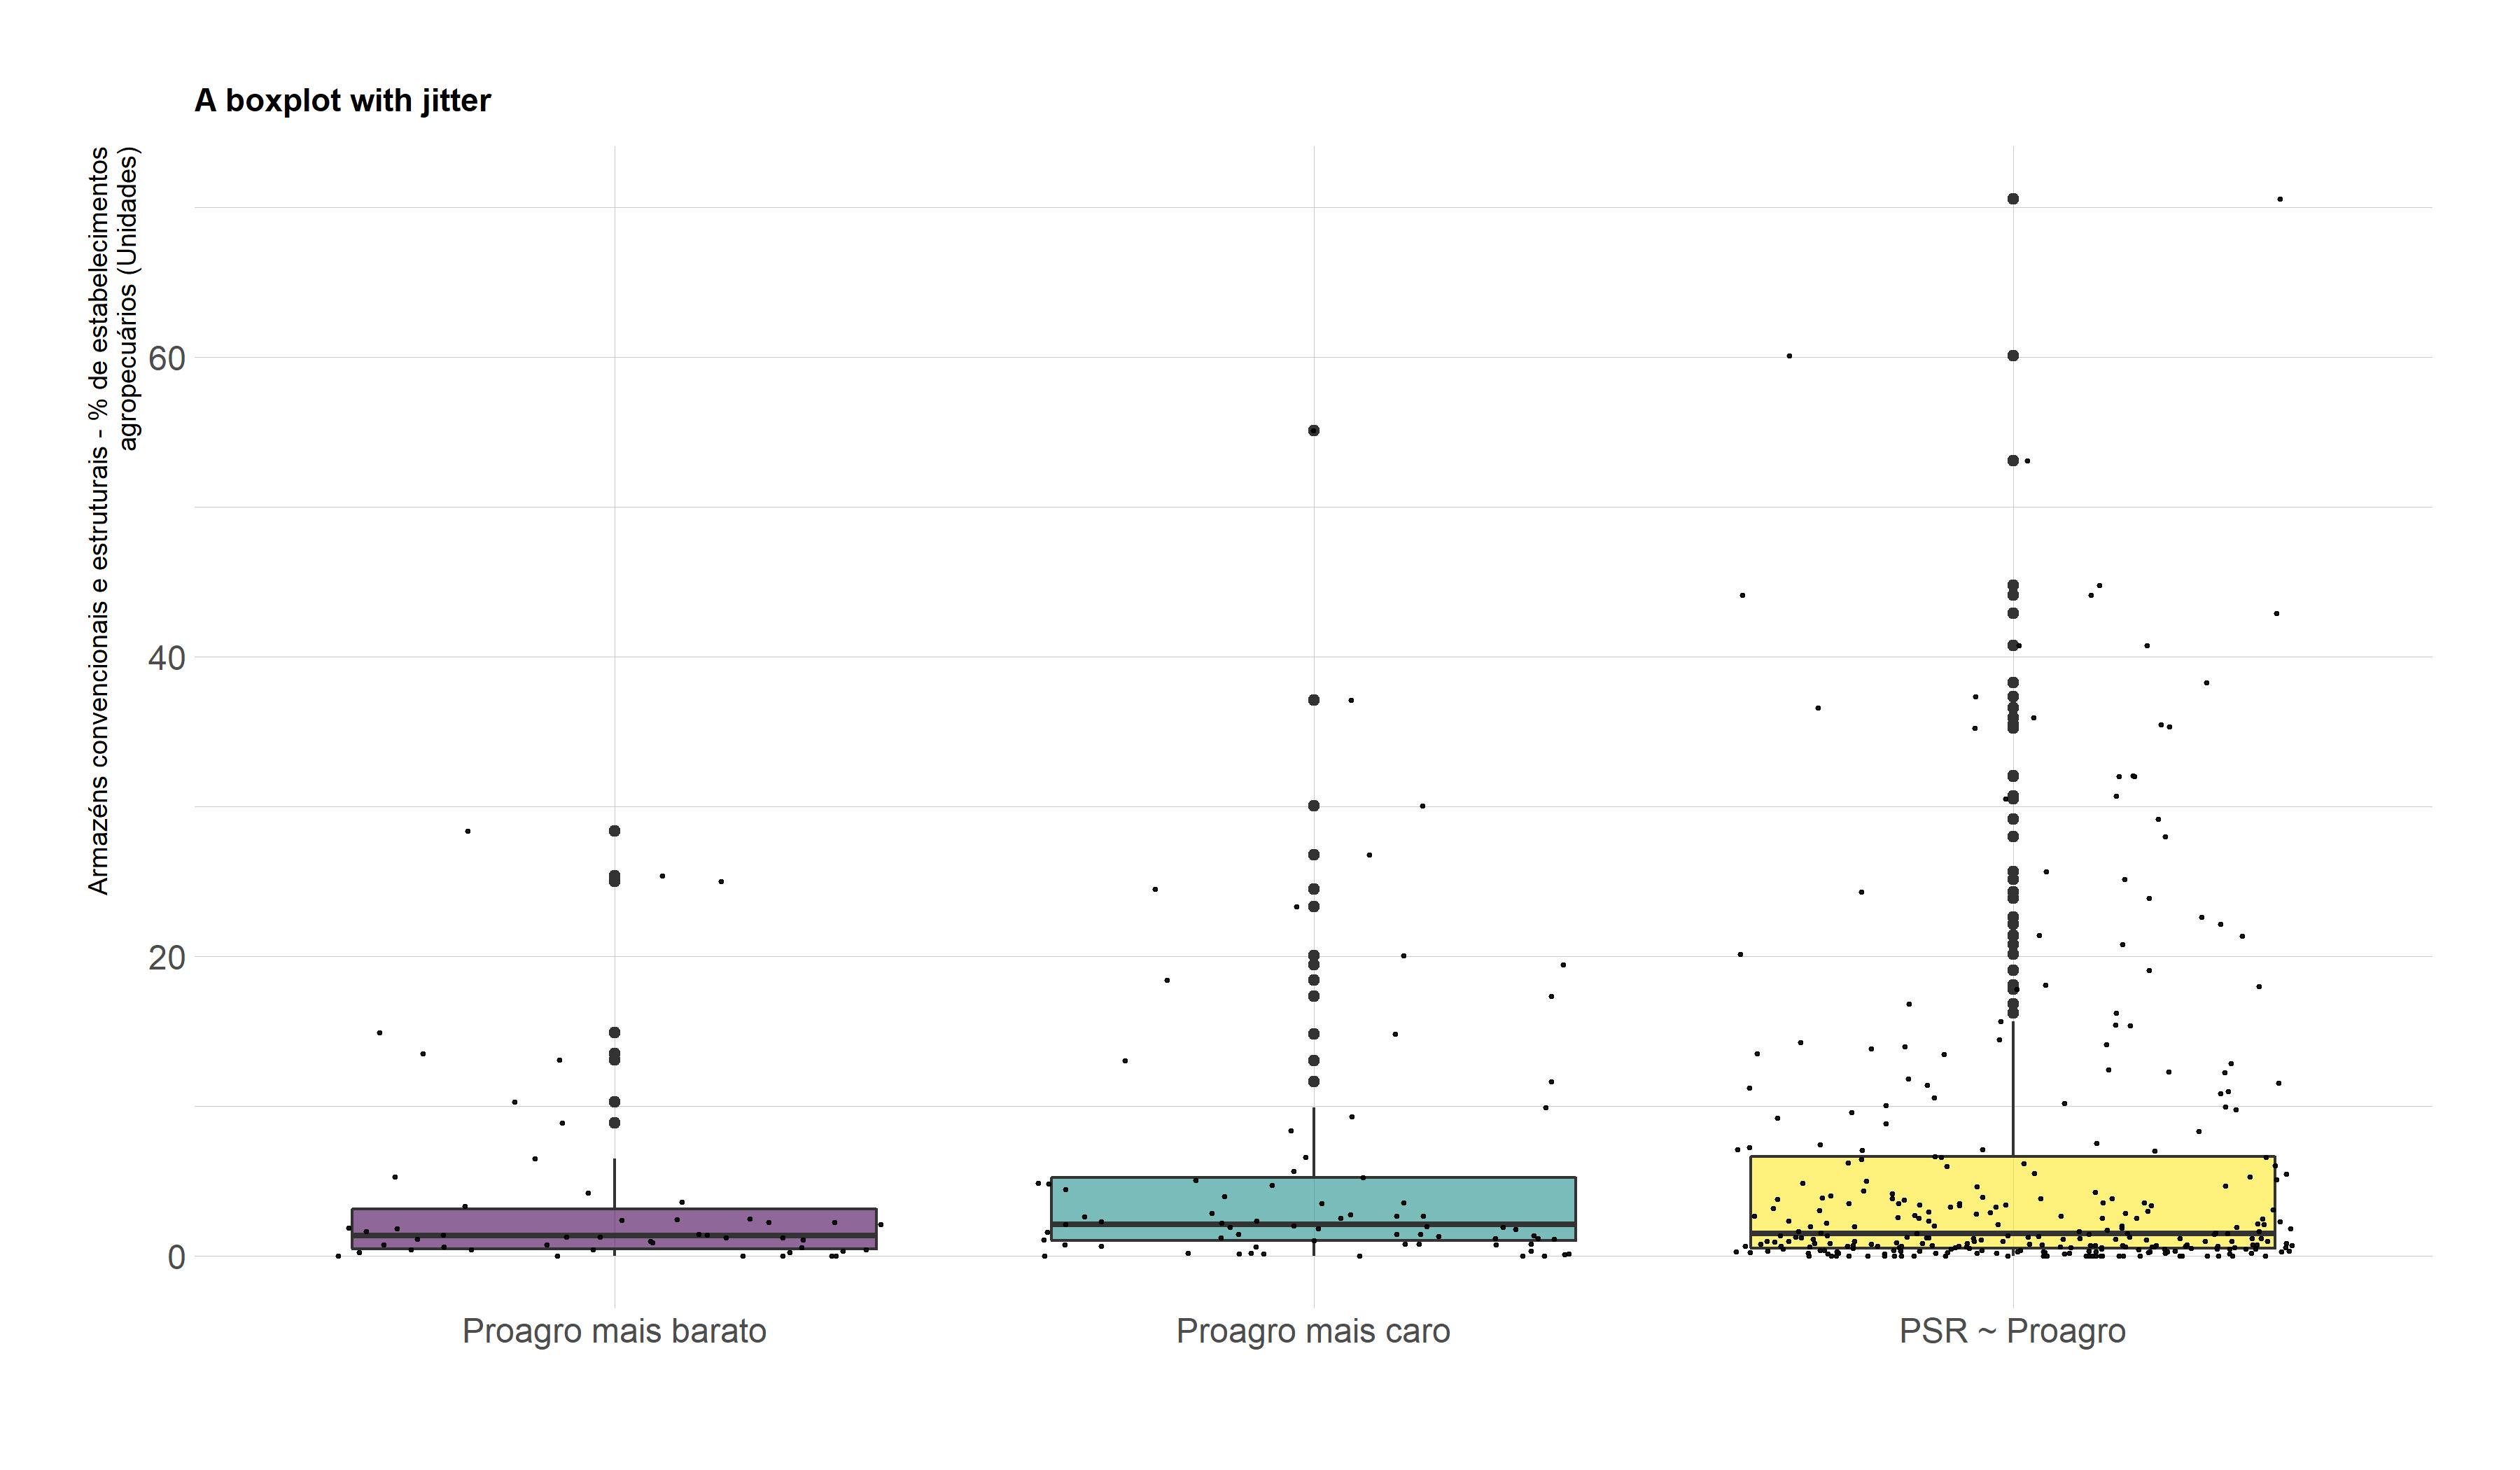 A boxplot with jitter
Armazéns convencionais e estruturais - % de estabelecimentos
agropecuários (Unidades)
60
40
20
0
Proagro mais barato
Proagro mais caro
PSR ~ Proagro